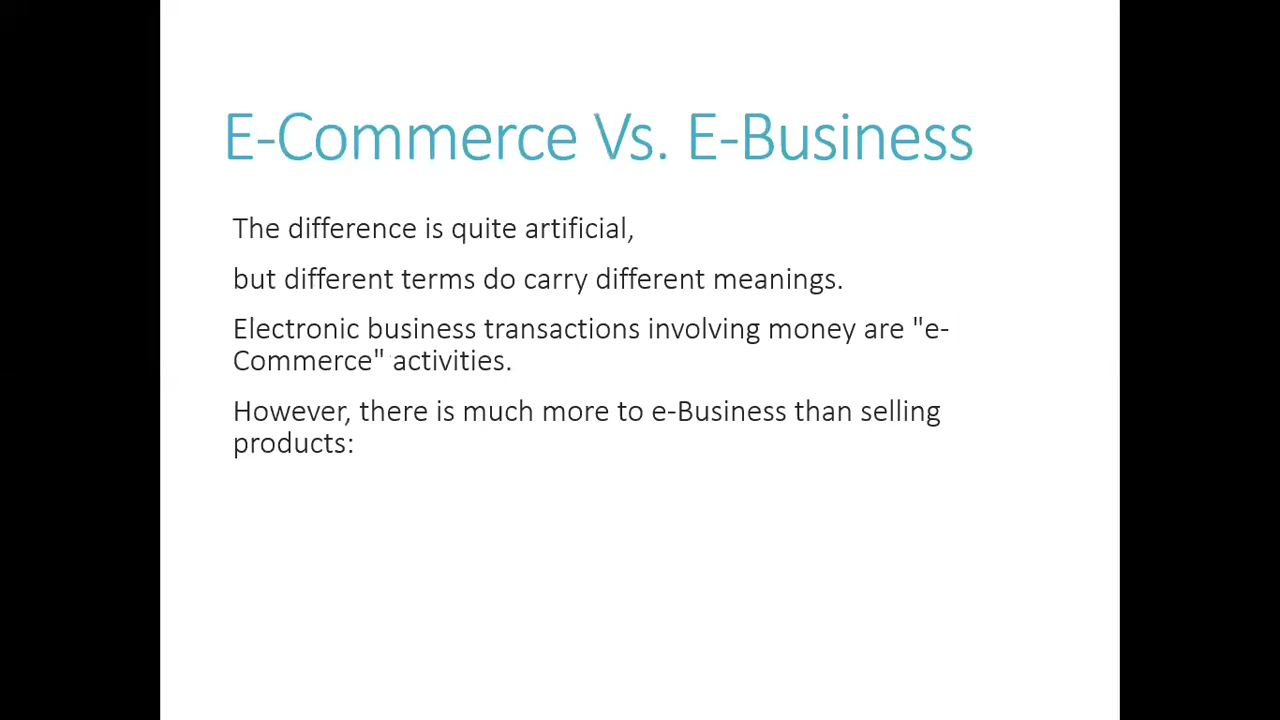 E-Commerce Vs. E-Business
The difference is quite artificial,
but different terms do carry different meanings.
Electronic business transactions involving money are "e-
Commerce" activities.
However, there is much more to e-Business than selling
products: